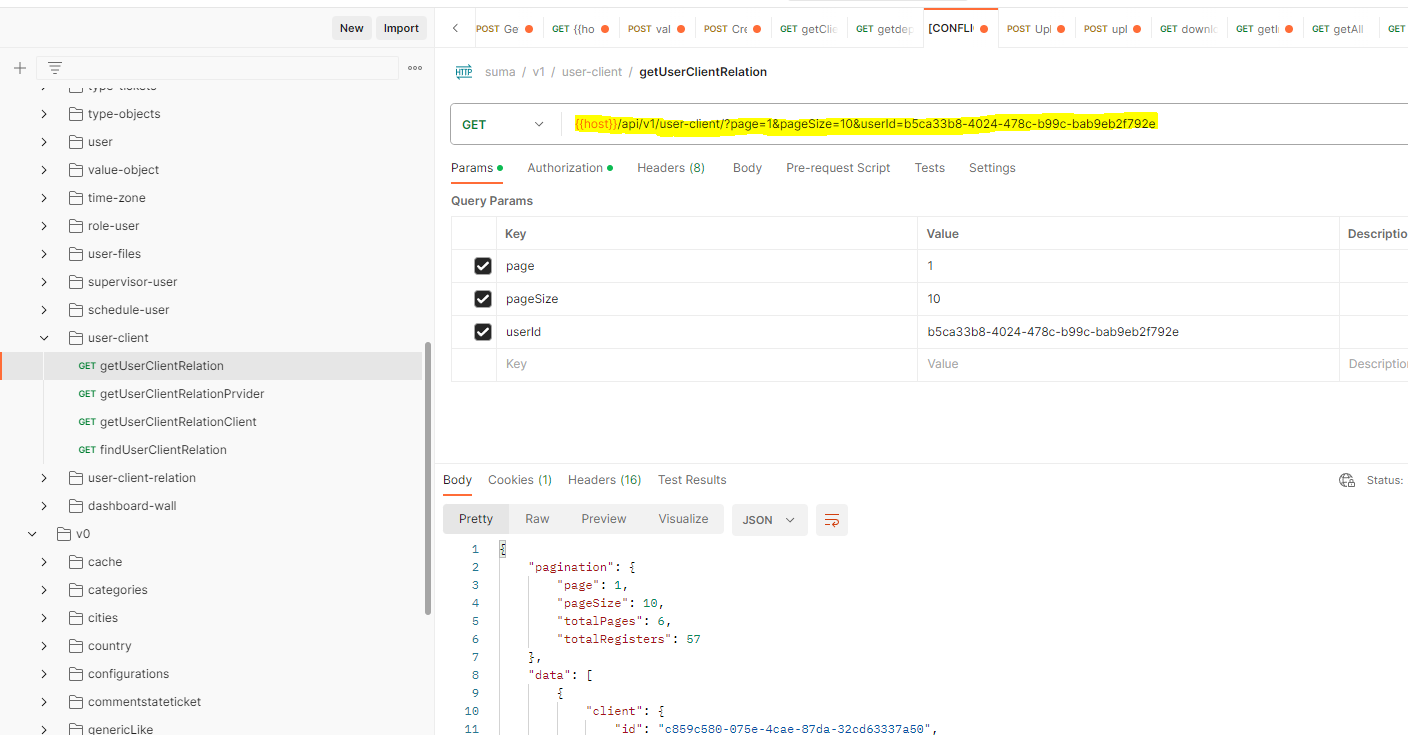 New
Import
POST Ge
GET {{ho
POST val
POST Cre
GET getClie
GET getdep
[CONFLI
POST Upl
POST upl
GET downlo
GET getI
GET getAll
GET
HTTP
suma / v1 / user-client / getUserClientRelation
GET
{{host}}/api/v1/user-client/?page=1&pageSize=10&userId=b5ca33b8-4024-478c-b99c-bab9eb2f792e
Params
Authorization
Headers (8)
Body
Pre-request Script
Tests
Settings
Query Params
Key
Value
Descriptio
page
1
pageSize
10
userId
b5ca33b8-4024-478c-b99c-bab9eb2f792e
Key
Value
Descriptio
type-tickets
type-objects
user
value-object
time-zone
role-user
user-files
supervisor-user
schedule-user
user-client
GET getUserClientRelation
GET getUserClientRelationPrvider
GET getUserClientRelationClient
GET findUserClientRelation
user-client-relation
dashboard-wall
v0
cache
categories
cities
country
configurations
commentstateticket
genericLike
Body
Cookies (1)
Headers (16)
Test Results
Status:
Pretty
Raw
Preview
Visualize
JSON
1 {
2 "pagination": {
3 "page": 1,
4 "pageSize": 10,
5 "totalPages": 6,
6 "totalRegisters": 57
7 },
8 "data": [
9 {
10 "client": {
11 "id": "c859c580-075e-4cae-87da-32cd63337a50",